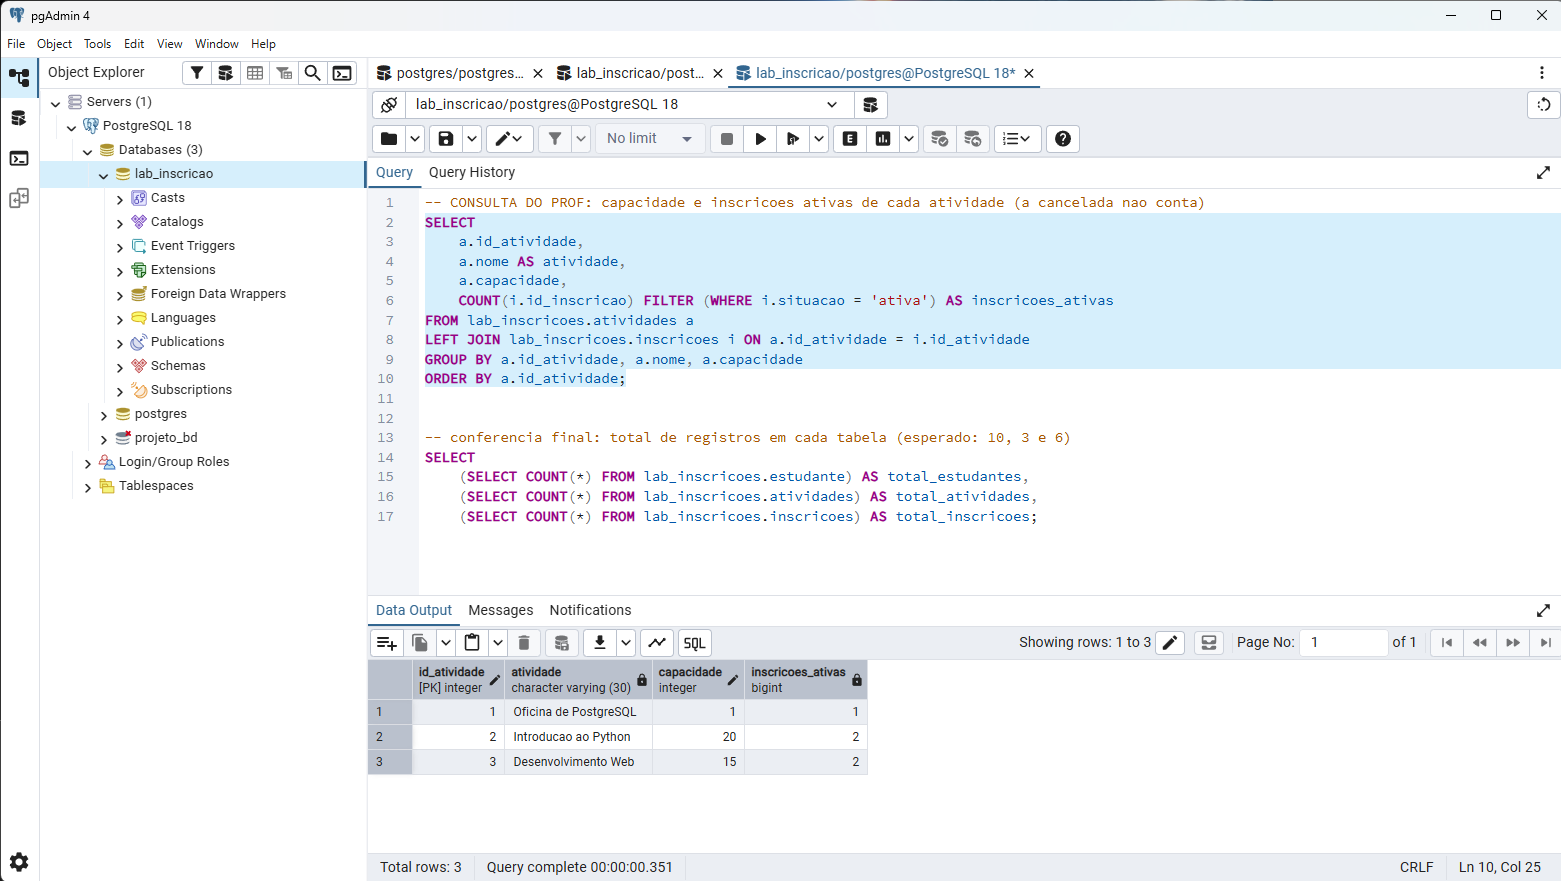 pgAdmin 4
File Object Tools Edit View Window Help
Object Explorer
postgres/postgres...
lab_inscricao/post...
lab_inscricao/postgres@PostgreSQL 18*
Servers (1)
PostgreSQL 18
Databases (3)
lab_inscricao
Casts
Catalogs
Event Triggers
Extensions
Foreign Data Wrappers
Languages
Publications
Schemas
Subscriptions
postgres
projeto_bd
Login/Group Roles
Tablespaces
lab_inscricao/postgres@PostgreSQL 18
No limit
E
Query Query History
1 -- CONSULTA DO PROF: capacidade e inscricoes ativas de cada atividade (a cancelada nao conta)
2 SELECT
3 a.id_atividade,
4 a.nome AS atividade,
5 a.capacidade,
6 COUNT(i.id_inscricao) FILTER (WHERE i.situacao = 'ativa') AS inscricoes_ativas
7 FROM lab_inscricoes.atividades a
8 LEFT JOIN lab_inscricoes.inscricoes i ON a.id_atividade = i.id_atividade
9 GROUP BY a.id_atividade, a.nome, a.capacidade
10 ORDER BY a.id_atividade;
11
12
13 -- conferencia final: total de registros em cada tabela (esperado: 10, 3 e 6)
14 SELECT
15 (SELECT COUNT(*) FROM lab_inscricoes.estudante) AS total_estudantes,
16 (SELECT COUNT(*) FROM lab_inscricoes.atividades) AS total_atividades,
17 (SELECT COUNT(*) FROM lab_inscricoes.inscricoes) AS total_inscricoes;
Data Output Messages Notifications
SQL
Showing rows: 1 to 3
Page No: 1 of 1
id_atividade atividade capacidade inscricoes_ativas
[PK] integer character varying (30) integer bigint
1 1 Oficina de PostgreSQL 1 1
2 2 Introducao ao Python 20 2
3 3 Desenvolvimento Web 15 2
Total rows: 3 Query complete 00:00:00.351 CRLF Ln 10, Col 25